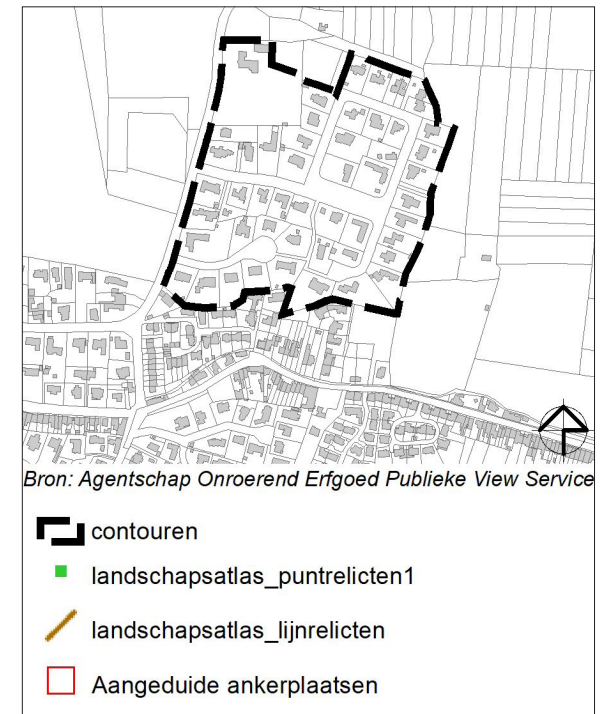 Bron: Agentschap Onroerend Erfgoed Publieke View Service
contouren
landschapsatlas_puntrelicten1
landschapsatlas_lijnrelicten
Aangeduide ankerplaatsen